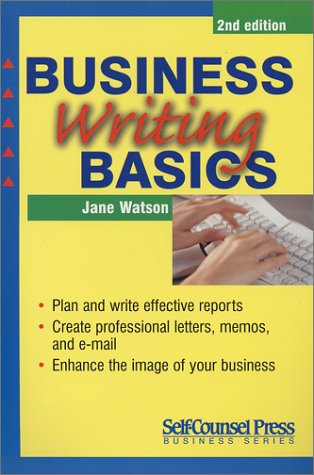 2nd edition
BUSINESS
Writing
BASICS
Jane Watson
• Plan and write effective reports
• Create professional letters, memos,
and e-mail
• Enhance the image of your business
Self-Counsel Press
BUSINESS SERIES